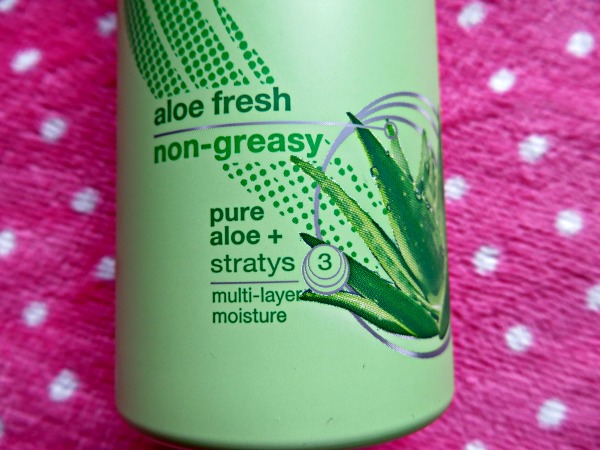 aloe fresh
non-greasy
pure
aloe +
stratys 3
multi-layer
moisture